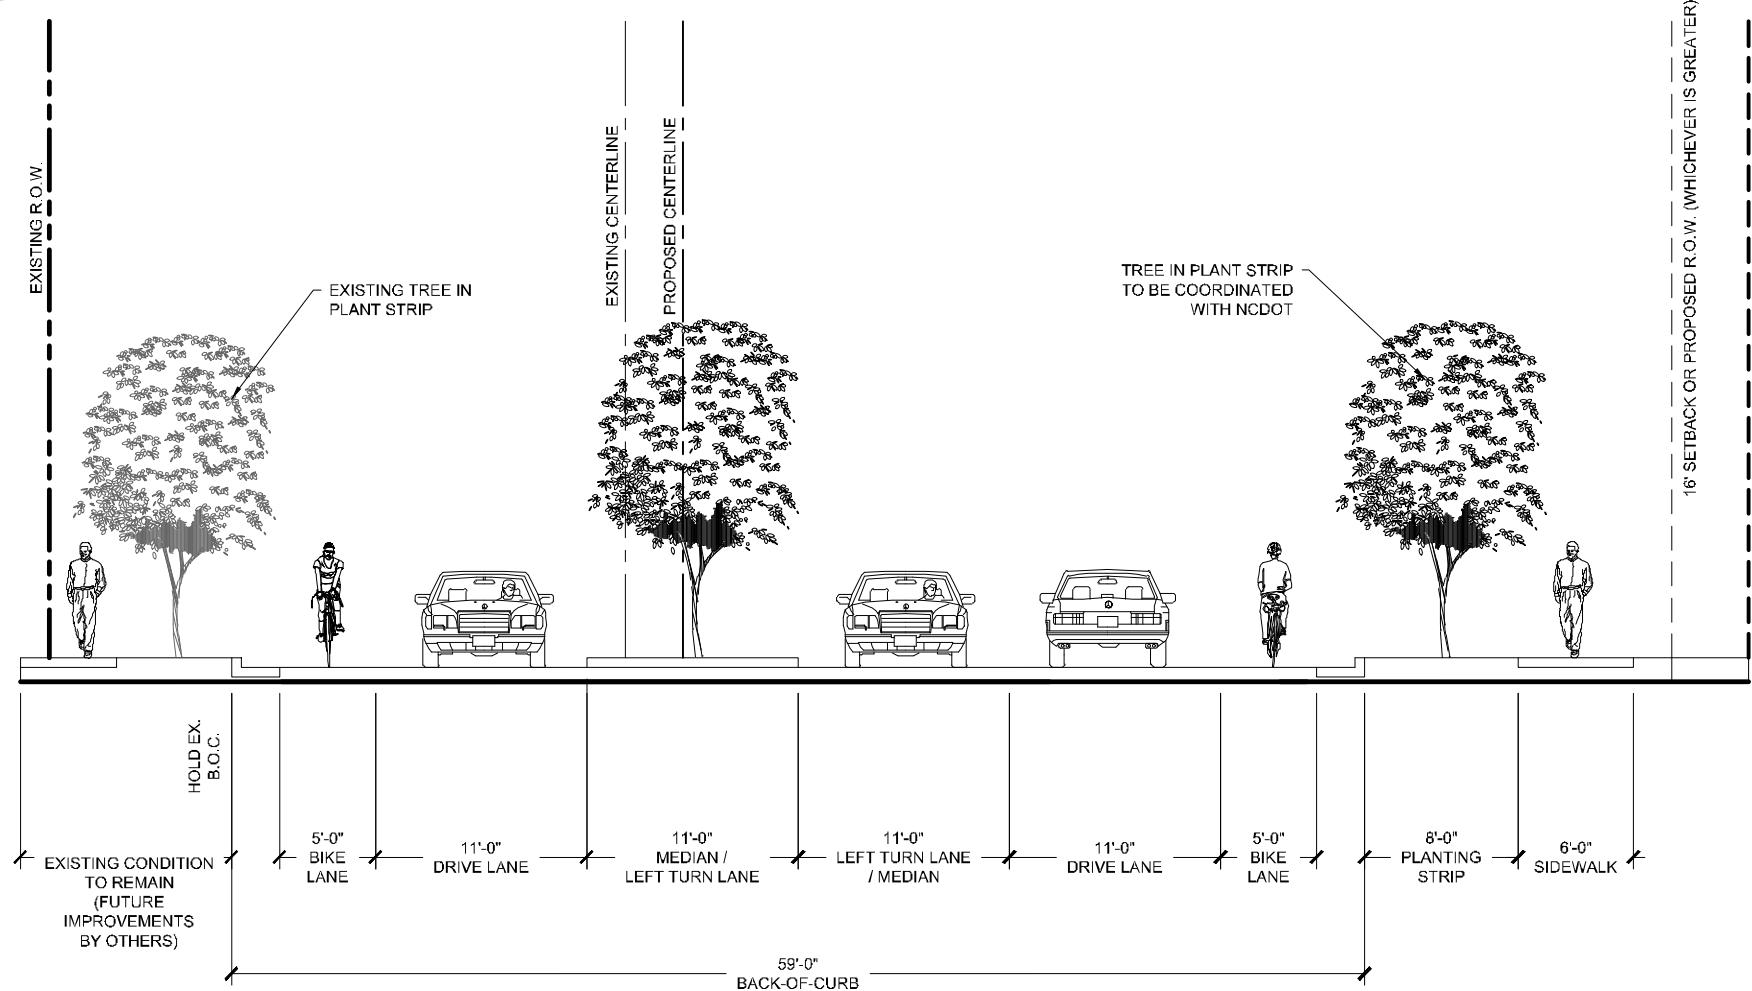 EXISTING R.O.W.
EXISTING CENTERLINE
PROPOSED CENTERLINE
16' SETBACK OR PROPOSED R.O.W. (WHICHEVER IS GREATER)
EXISTING TREE IN
PLANT STRIP
TREE IN PLANT STRIP
TO BE COORDINATED
WITH NCDOT
HOLD EX.
B.O.C.
EXISTING CONDITION
TO REMAIN
(FUTURE
IMPROVEMENTS
BY OTHERS)
5'-0"
BIKE
LANE
11'-0"
DRIVE LANE
11'-0"
MEDIAN /
LEFT TURN LANE
11'-0"
LEFT TURN LANE
/ MEDIAN
11'-0"
DRIVE LANE
5'-0"
BIKE
LANE
8'-0"
PLANTING
STRIP
6'-0"
SIDEWALK
59'-0"
BACK-OF-CURB